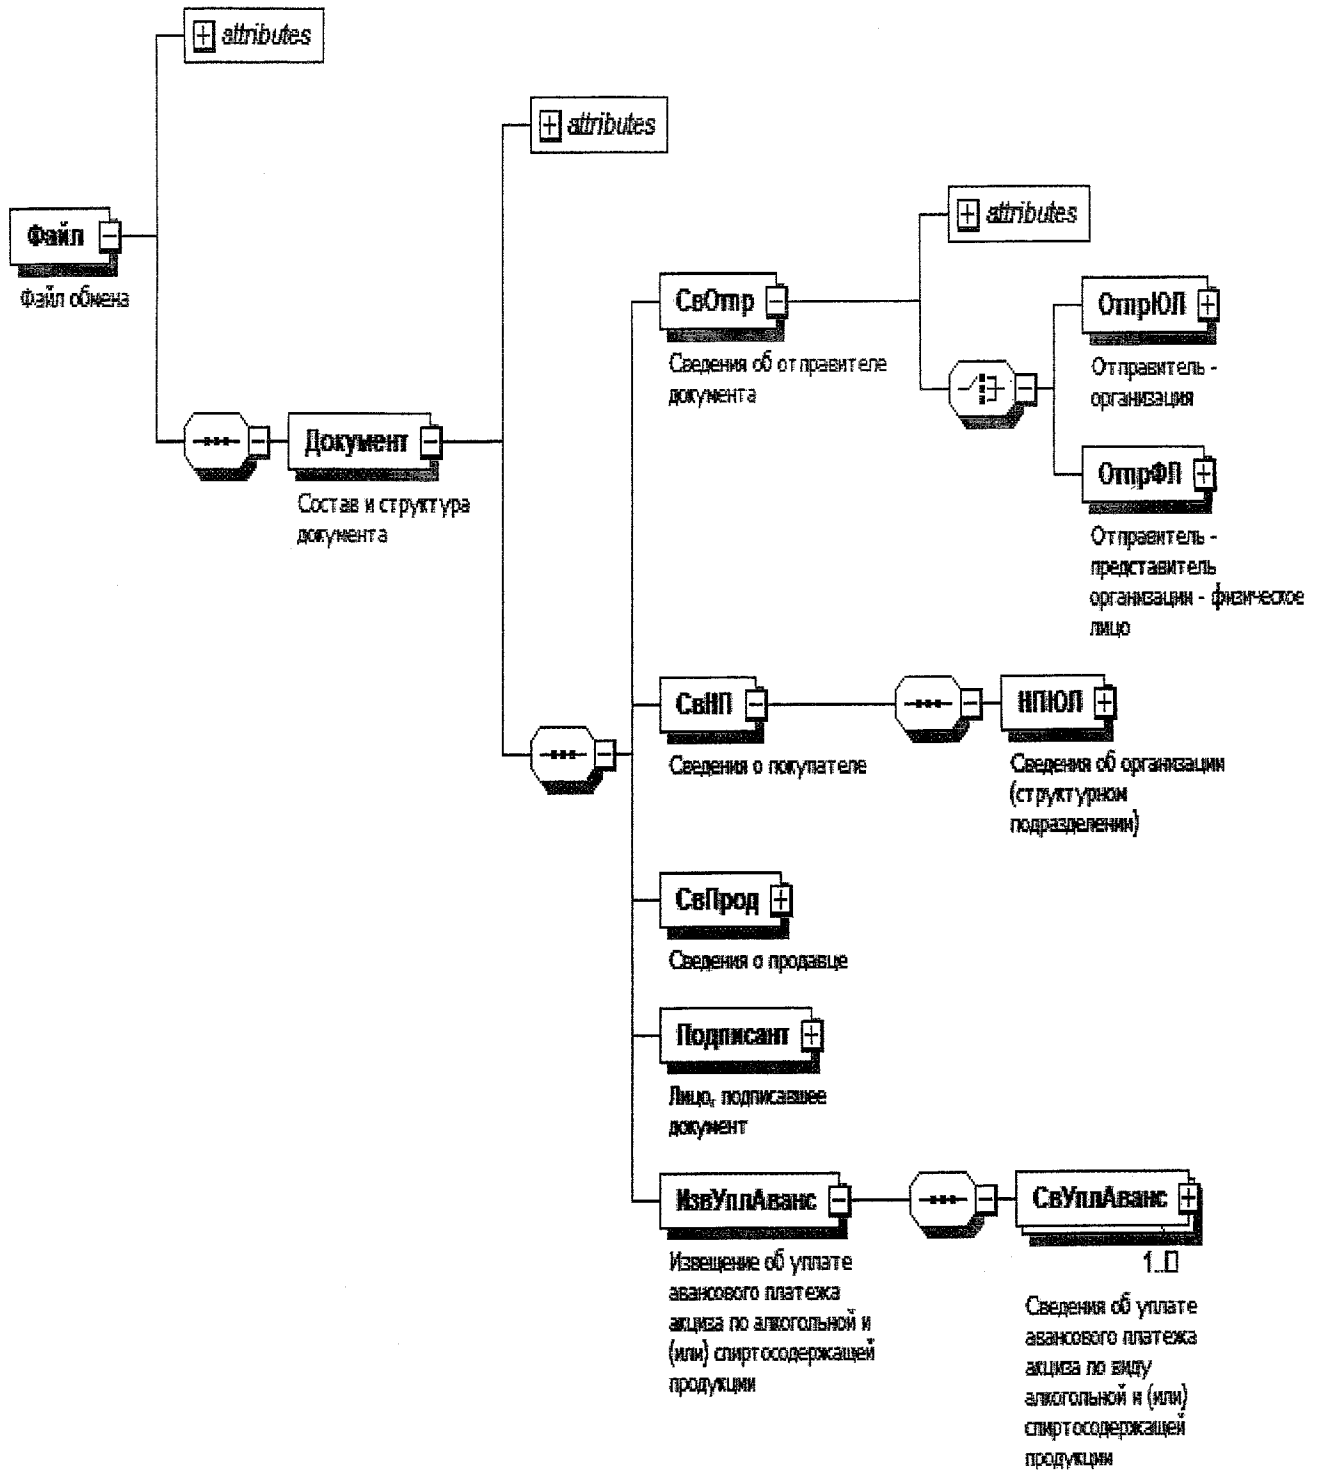 attributes
attributes
attributes
Файл
Файл обмена
СвОтпр
Сведения об отправителе
документа
ОтпрЮЛ
Отправитель -
организация
Документ
Состав и структура
документа
ОтпрФЛ
Отправитель -
представитель
организации - физическое
лицо
СвНП
Сведения о покупателе
НПЮЛ
Сведения об организации
(структурном
подразделении)
СвПрод
Сведения о продавце
Подписант
Лицо, подписавшее
документ
ИзвУплАванс
Извещение об уплате
авансового платежа
акциза по алкогольной и
(или) спиртосодержащей
продукции
СвУплАванс
1..□
Сведения об уплате
авансового платежа
акциза по виду
алкогольной и (или)
спиртосодержащей
продукции